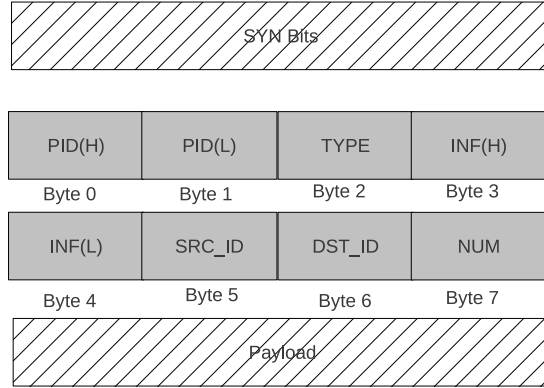 SYN Bits
PID(H) PID(L) TYPE INF(H)
Byte 0 Byte 1 Byte 2 Byte 3
INF(L) SRC_ID DST_ID NUM
Byte 4 Byte 5 Byte 6 Byte 7
Payload